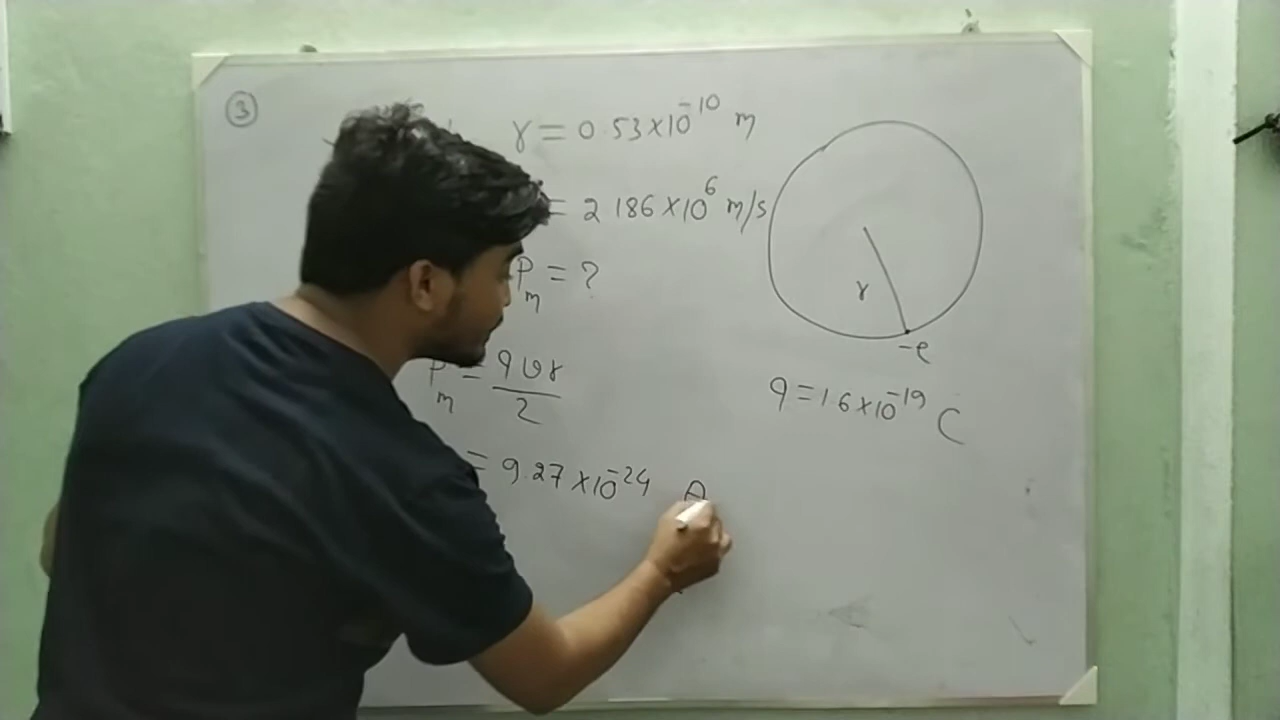 ③
γ = 0.53×10⁻¹⁰ m
= 2.186×10⁶ m/s
Pₘ = ?
Pₘ = qvr/2
= 9.27×10⁻²⁴ A
r
-e
q = 1.6×10⁻¹⁹ C